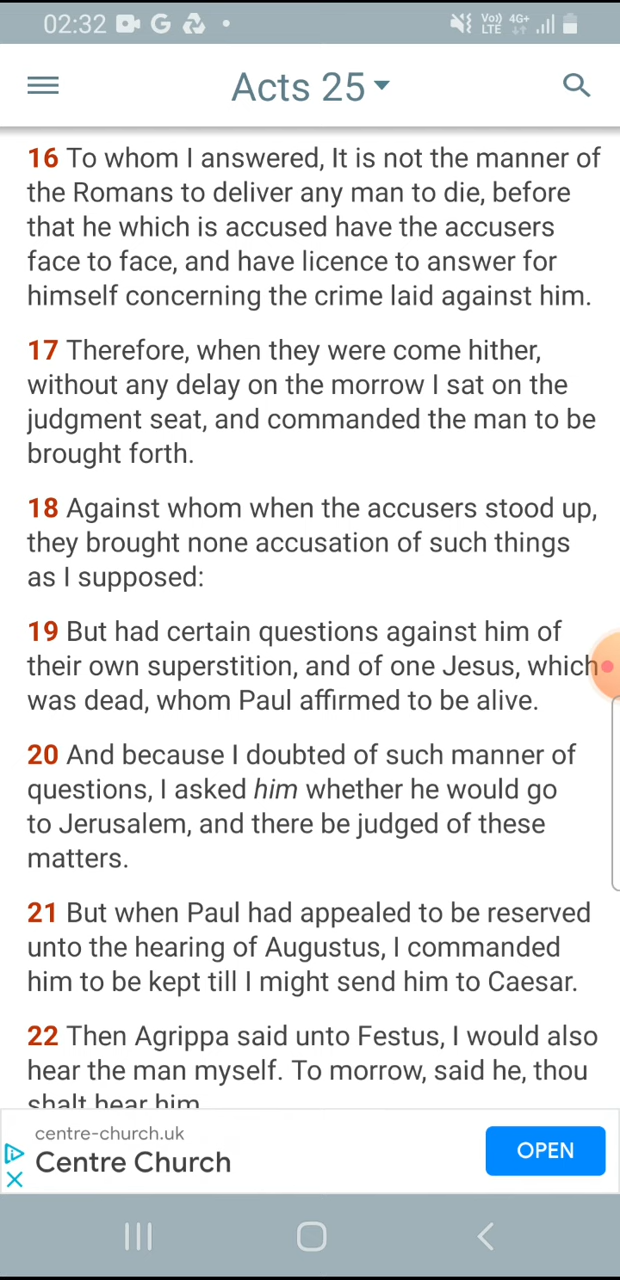 02:32
Vo)) 4G+
LTE
Acts 25
16 To whom I answered, It is not the manner of
the Romans to deliver any man to die, before
that he which is accused have the accusers
face to face, and have licence to answer for
himself concerning the crime laid against him.
17 Therefore, when they were come hither,
without any delay on the morrow I sat on the
judgment seat, and commanded the man to be
brought forth.
18 Against whom when the accusers stood up,
they brought none accusation of such things
as I supposed:
19 But had certain questions against him of
their own superstition, and of one Jesus, which
was dead, whom Paul affirmed to be alive.
20 And because I doubted of such manner of
questions, I asked him whether he would go
to Jerusalem, and there be judged of these
matters.
21 But when Paul had appealed to be reserved
unto the hearing of Augustus, I commanded
him to be kept till I might send him to Caesar.
22 Then Agrippa said unto Festus, I would also
hear the man myself. To morrow, said he, thou
shalt hear him
centre-church.uk
Centre Church
OPEN